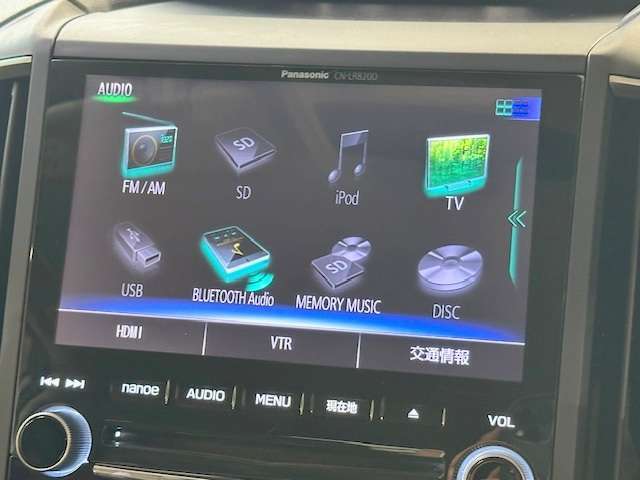 Panasonic CN-LR820D
AUDIO
FM/AM
SD
iPod
TV
USB
BLUETOOTH Audio
MEMORY MUSIC
DISC
HDMI
VTR
交通情報
nanoe
AUDIO
MENU
現在地
VOL